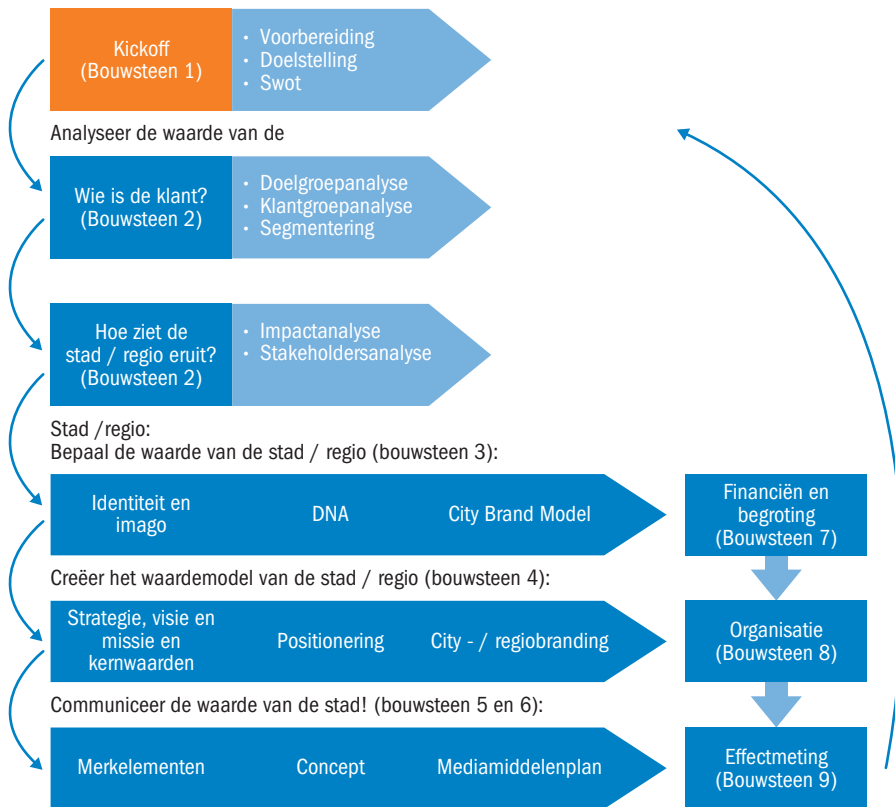 Kickoff
(Bouwsteen 1)
• Voorbereiding
• Doelstelling
• Swot
Analyseer de waarde van de
Wie is de klant?
(Bouwsteen 2)
• Doelgroepanalyse
• Klantgroepanalyse
• Segmentering
Hoe ziet de
stad / regio eruit?
(Bouwsteen 2)
• Impactanalyse
• Stakeholdersanalyse
Stad /regio:
Bepaal de waarde van de stad / regio (bouwsteen 3):
Identiteit en
imago
DNA
City Brand Model
Financiën en
begroting
(Bouwsteen 7)
Creëer het waardemodel van de stad / regio (bouwsteen 4):
Strategie, visie en
missie en
kernwaarden
Positionering
City - / regiobranding
Organisatie
(Bouwsteen 8)
Communiceer de waarde van de stad! (bouwsteen 5 en 6):
Merkelementen
Concept
Mediamiddelenplan
Effectmeting
(Bouwsteen 9)